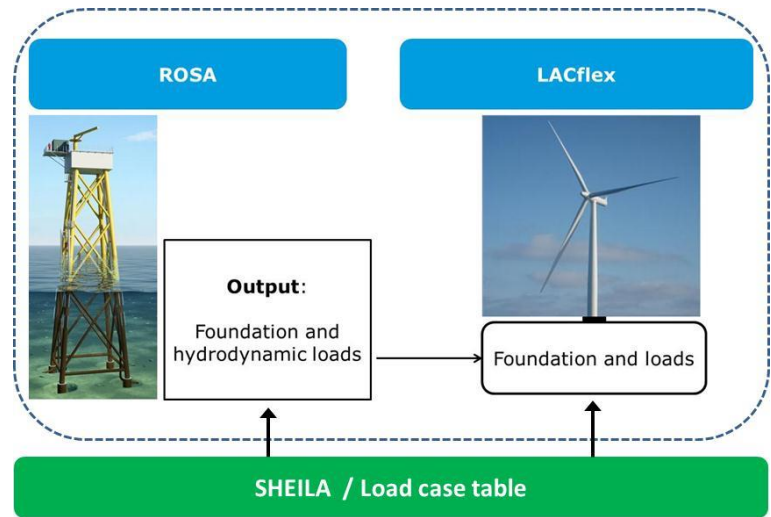 ROSA
LACflex
Output:
Foundation and
hydrodynamic loads
Foundation and loads
SHEILA / Load case table